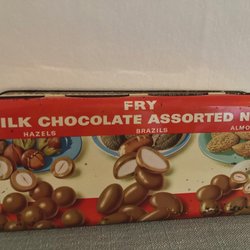 FRY
ILK CHOCOLATE ASSORTED N
HAZELS BRAZILS ALMO